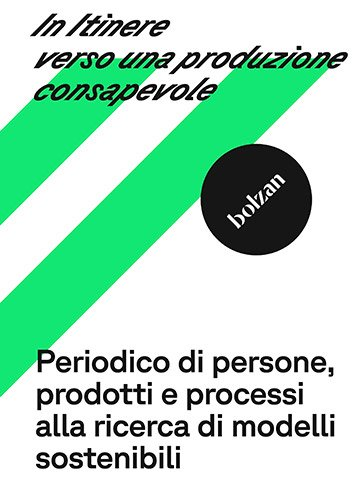 In Itinere
verso una produzione
consapevole
bolzan
Periodico di persone,
prodotti e processi
alla ricerca di modelli
sostenibili